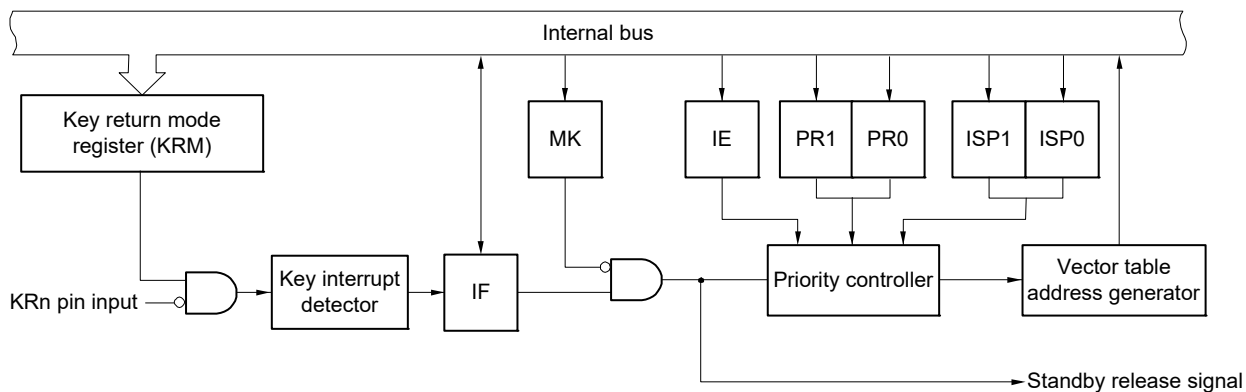 Internal bus
Key return mode
register (KRM)
MK
IE
PR1
PR0
ISP1
ISP0
KRn pin input
Key interrupt
detector
IF
Priority controller
Vector table
address generator
Standby release signal